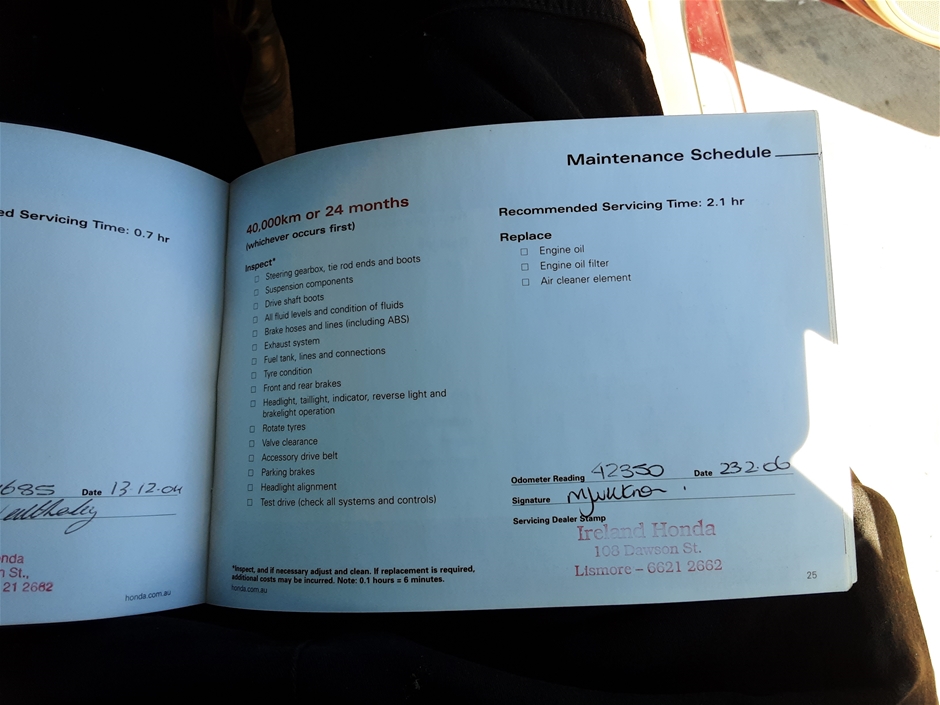 ed Servicing Time: 0.7 hr
685 Date 13.12.04
nda
n St.,
21 2662
honda.com.au
40,000km or 24 months
(whichever occurs first)
Inspect*
Steering gearbox, tie rod ends and boots
Suspension components
Drive shaft boots
All fluid levels and condition of fluids
Brake hoses and lines (including ABS)
Exhaust system
Fuel tank, lines and connections
Tyre condition
Front and rear brakes
Headlight, taillight, indicator, reverse light and
brakelight operation
Rotate tyres
Valve clearance
Accessory drive belt
Parking brakes
Headlight alignment
Test drive (check all systems and controls)
*Inspect, and if necessary adjust and clean. If replacement is required,
additional costs may be incurred. Note: 0.1 hours = 6 minutes.
honda.com.au
Maintenance Schedule
Recommended Servicing Time: 2.1 hr
Replace
Engine oil
Engine oil filter
Air cleaner element
Odometer Reading 42350 Date 23.2.06
Signature
Servicing Dealer Stamp
Ireland Honda
108 Dawson St.
Lismore – 6621 2662
25